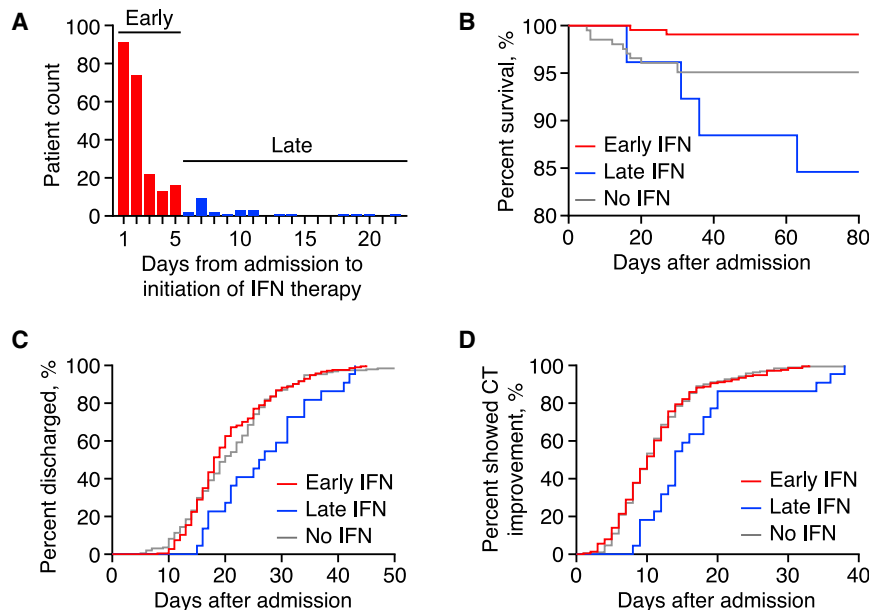 A
Early
Late
Patient count
100
80
60
40
20
0
1
5
10
15
20
Days from admission to
initiation of IFN therapy
B
Percent survival, %
100
95
90
85
80
Early IFN
Late IFN
No IFN
0
20
40
60
80
Days after admission
C
Percent discharged, %
100
80
60
40
20
0
Early IFN
Late IFN
No IFN
0
10
20
30
40
50
Days after admission
D
Percent showed CT
improvement, %
100
80
60
40
20
0
Early IFN
Late IFN
No IFN
0
10
20
30
40
Days after admission